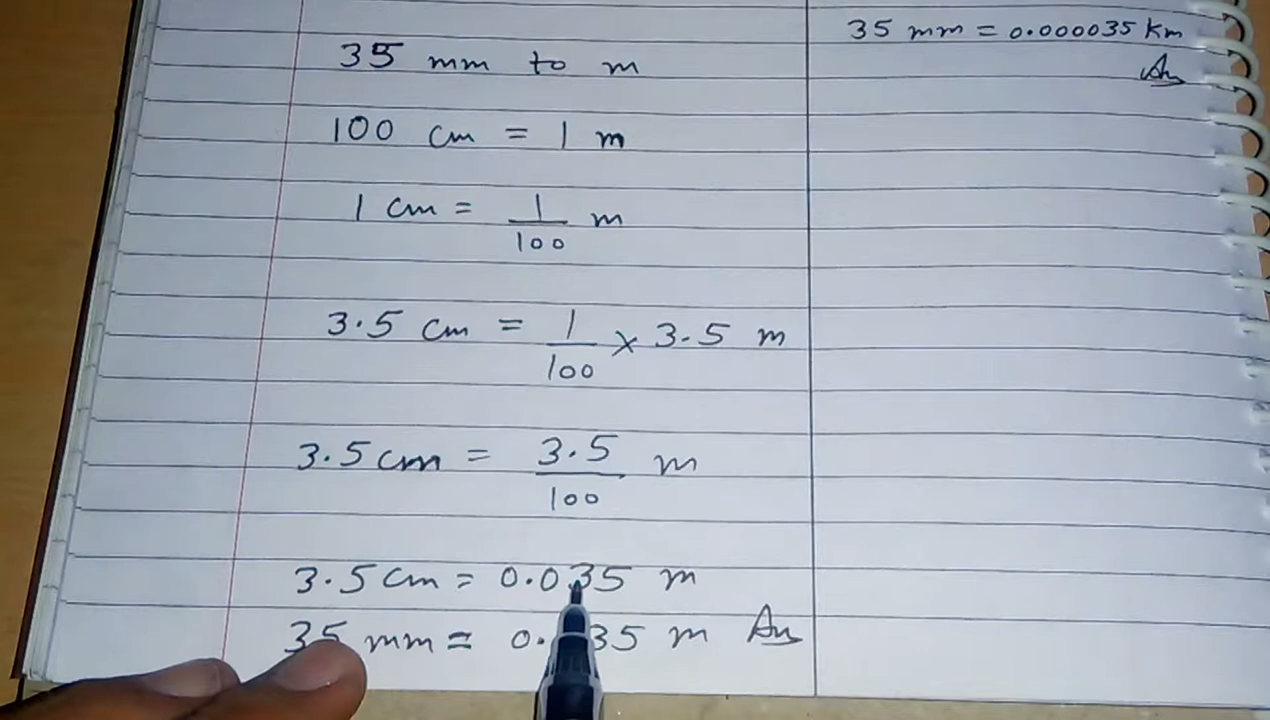 35 mm to m
100 cm = 1 m
1 cm = 1/100 m
3.5 cm = 1/100 × 3.5 m
3.5 cm = 3.5/100 m
3.5 cm = 0.035 m
35 mm = 0. 35 m Ans
35 mm = 0.000035 Km
Ans